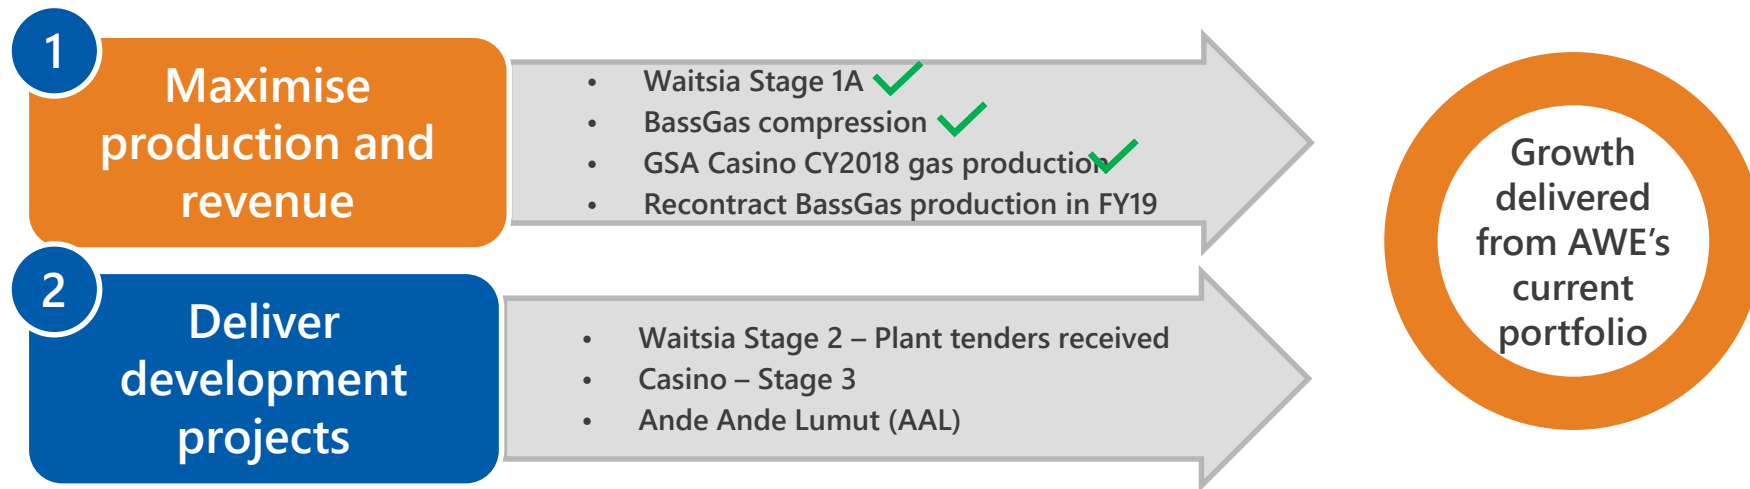 1
Maximise
production and
revenue
• Waitsia Stage 1A
• BassGas compression
• GSA Casino CY2018 gas production
• Recontract BassGas production in FY19
2
Deliver
development
projects
• Waitsia Stage 2 – Plant tenders received
• Casino – Stage 3
• Ande Ande Lumut (AAL)
Growth
delivered
from AWE’s
current
portfolio